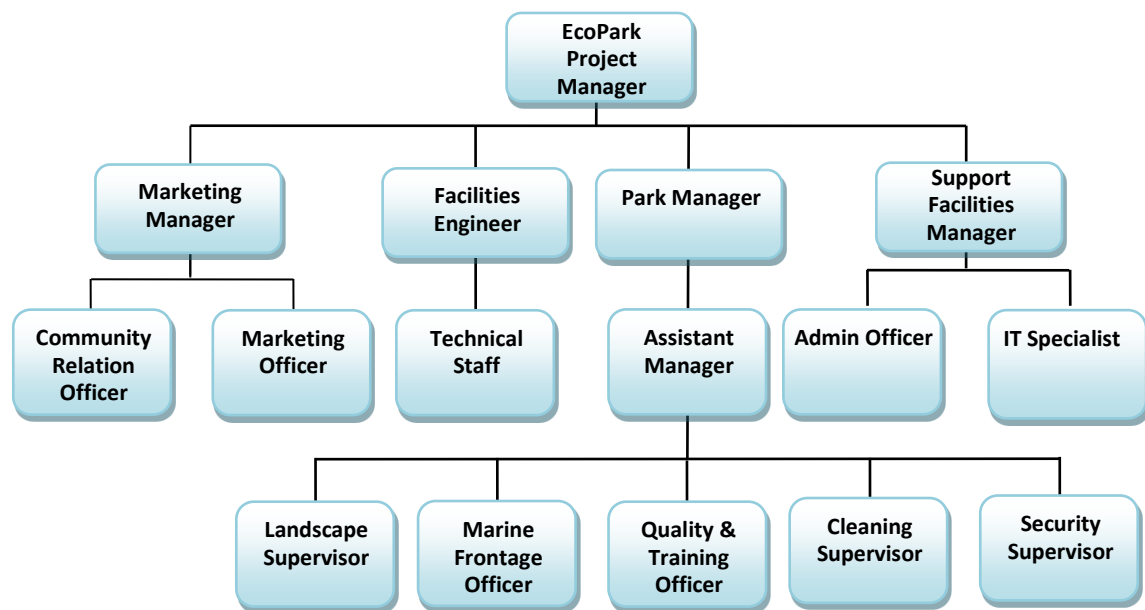 EcoPark
Project
Manager
Marketing
Manager
Facilities
Engineer
Park Manager
Support
Facilities
Manager
Community
Relation
Officer
Marketing
Officer
Technical
Staff
Assistant
Manager
Admin Officer
IT Specialist
Landscape
Supervisor
Marine
Frontage
Officer
Quality &
Training
Officer
Cleaning
Supervisor
Security
Supervisor